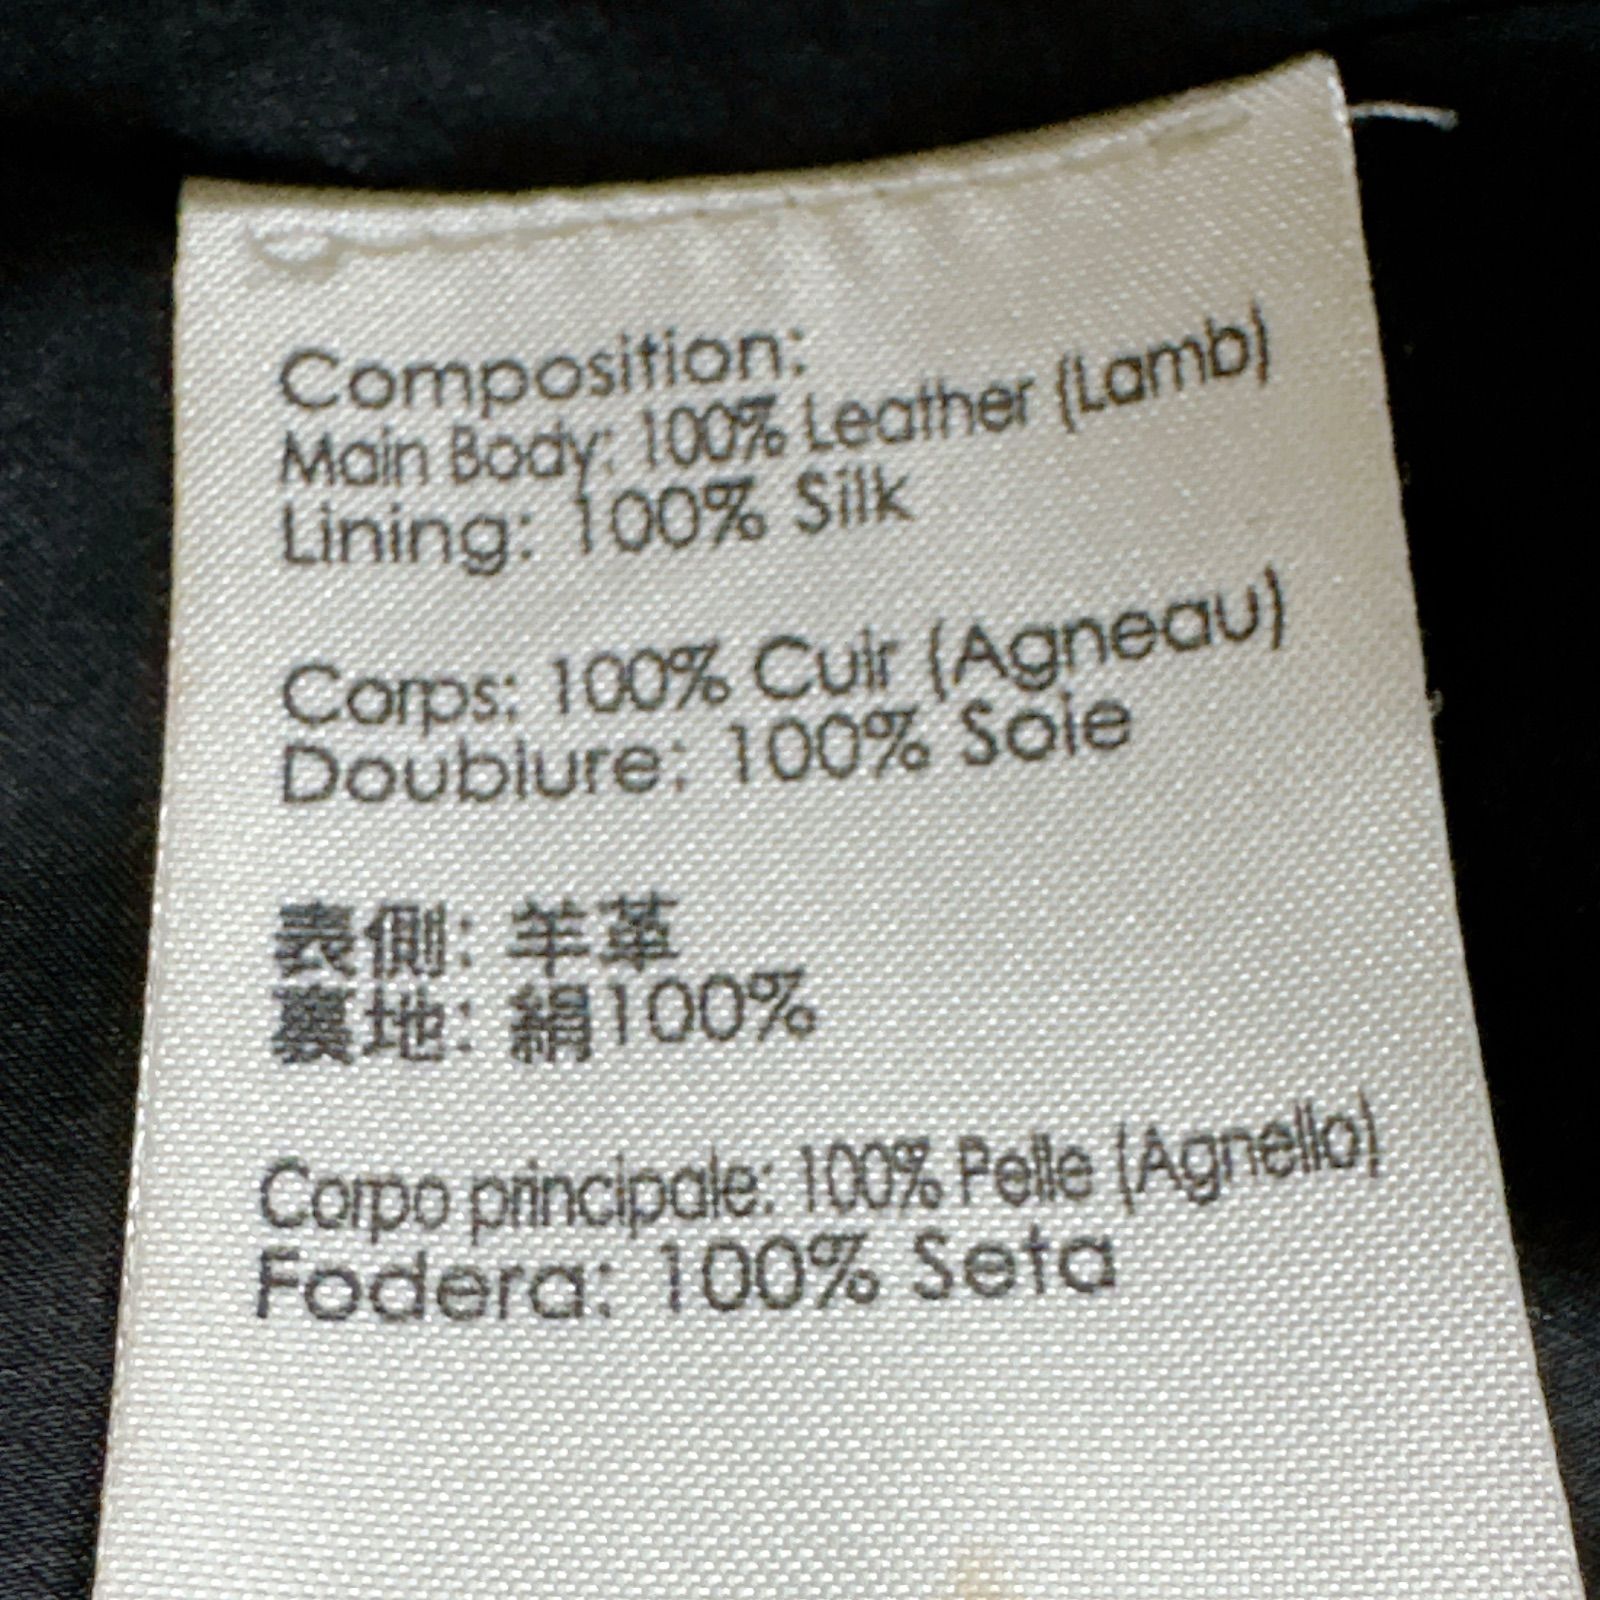 Composition:
Main Body: 100% Leather (Lamb)
Lining: 100% Silk
Corps: 100% Cuir (Agneau)
Doublure: 100% Soie
表側: 羊革
裏地: 絹100%
Corpo principale: 100% Pelle (Agnello)
Fodera: 100% Seta